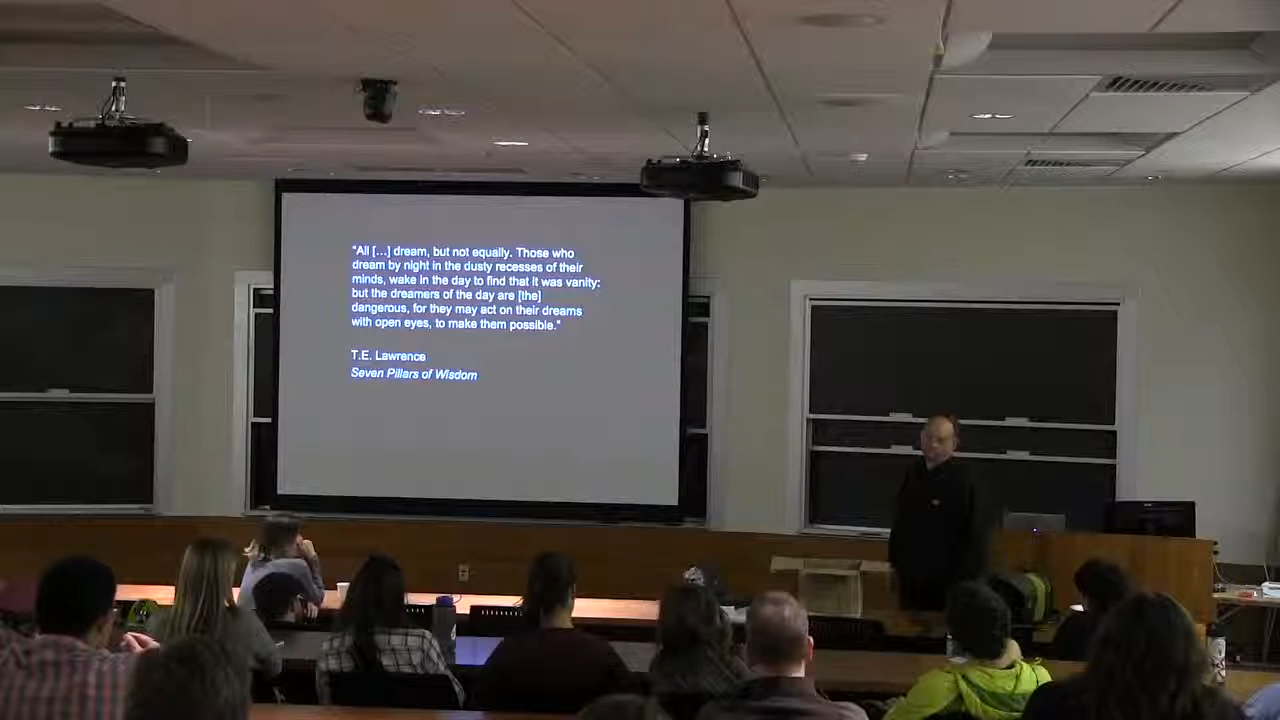 "All [...] dream, but not equally. Those who
dream by night in the dusty recesses of their
minds, wake in the day to find that it was vanity:
but the dreamers of the day are [the]
dangerous, for they may act on their dreams
with open eyes, to make them possible."
T.E. Lawrence
Seven Pillars of Wisdom